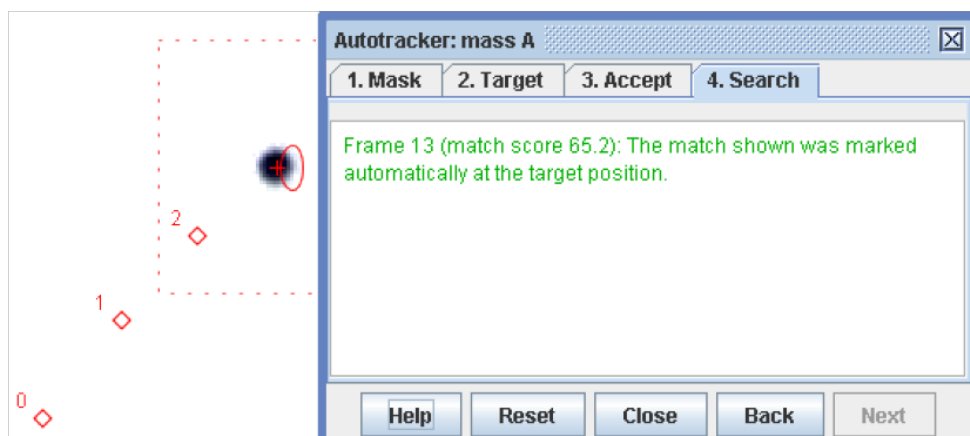 Autotracker: mass A
1. Mask 2. Target 3. Accept 4. Search
Frame 13 (match score 65.2): The match shown was marked
automatically at the target position.
2
1
0
Help Reset Close Back Next